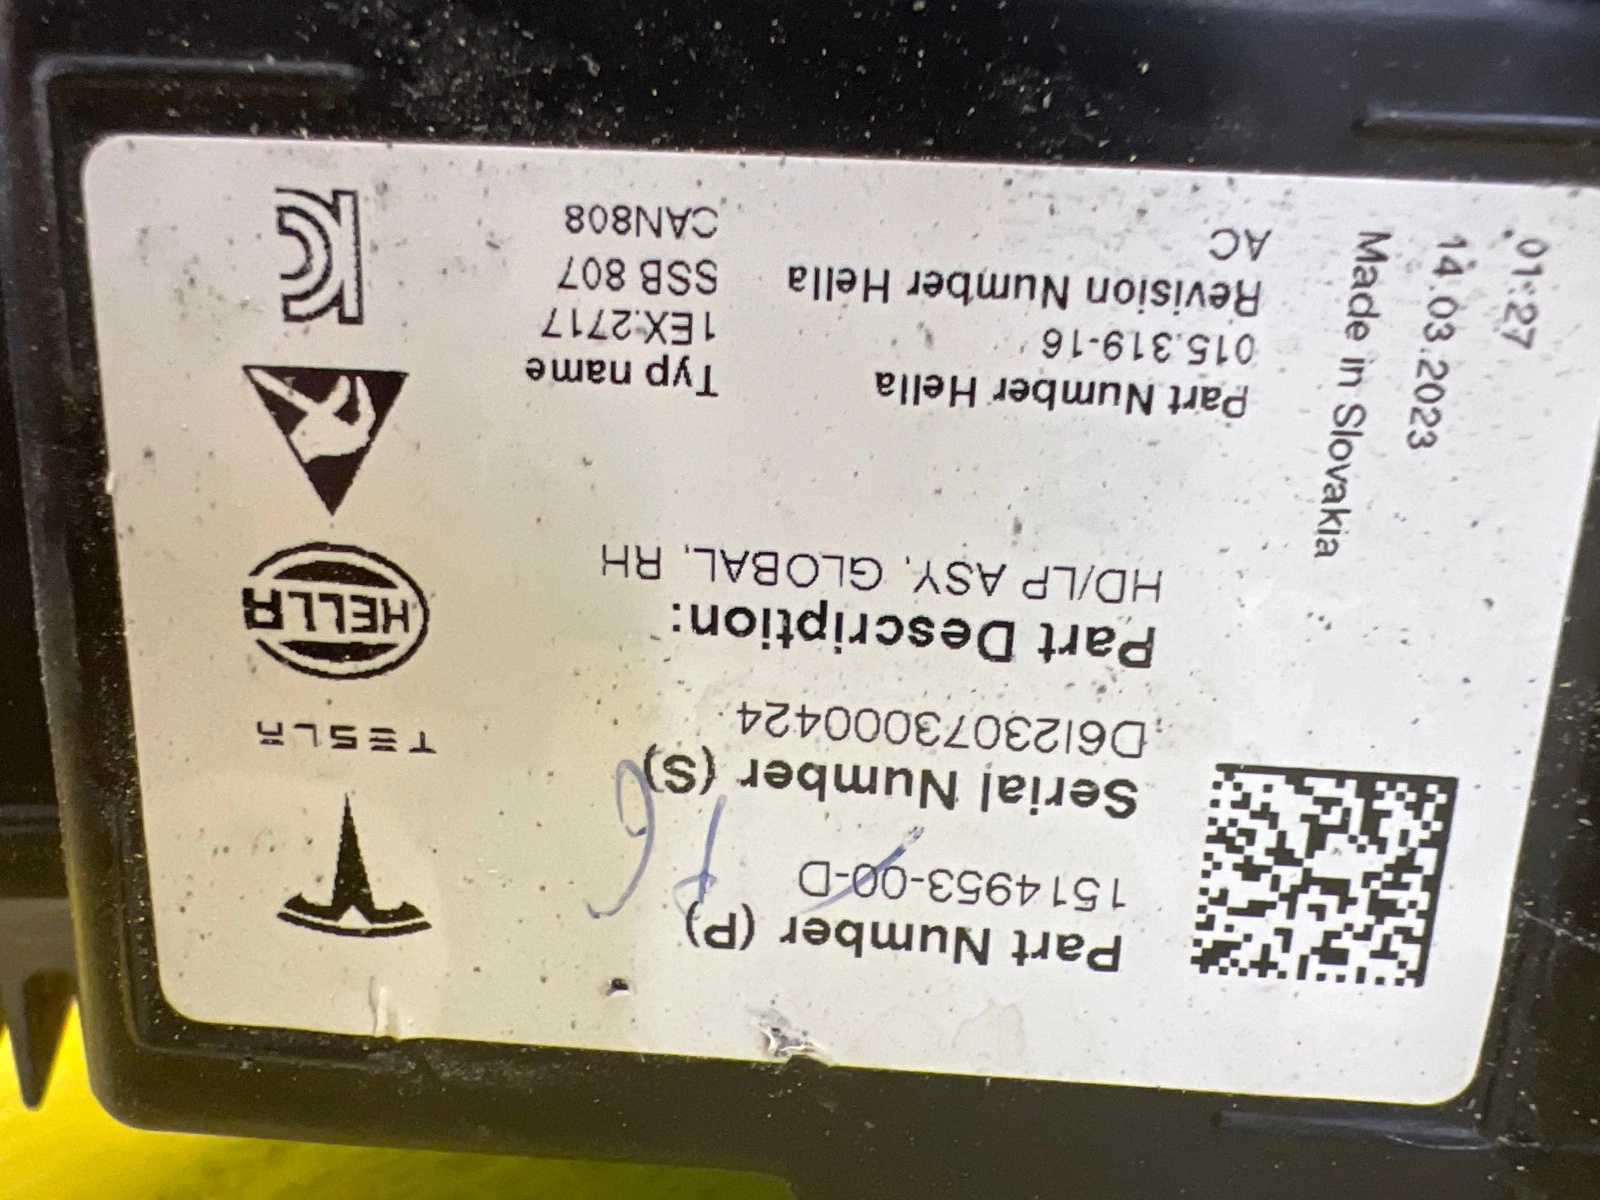 TESLA
HELLA
Part Number (P)
1514953-00-D
Serial Number (S)
D6I23073000424
Part Description:
HD/LP ASY, GLOBAL, RH
Part Number Hella
015.319-16
Revision Number Hella
AC
Typ name
1EX.2717
SSB 807
CAN808
Made in Slovakia
14.03.2023
01:27